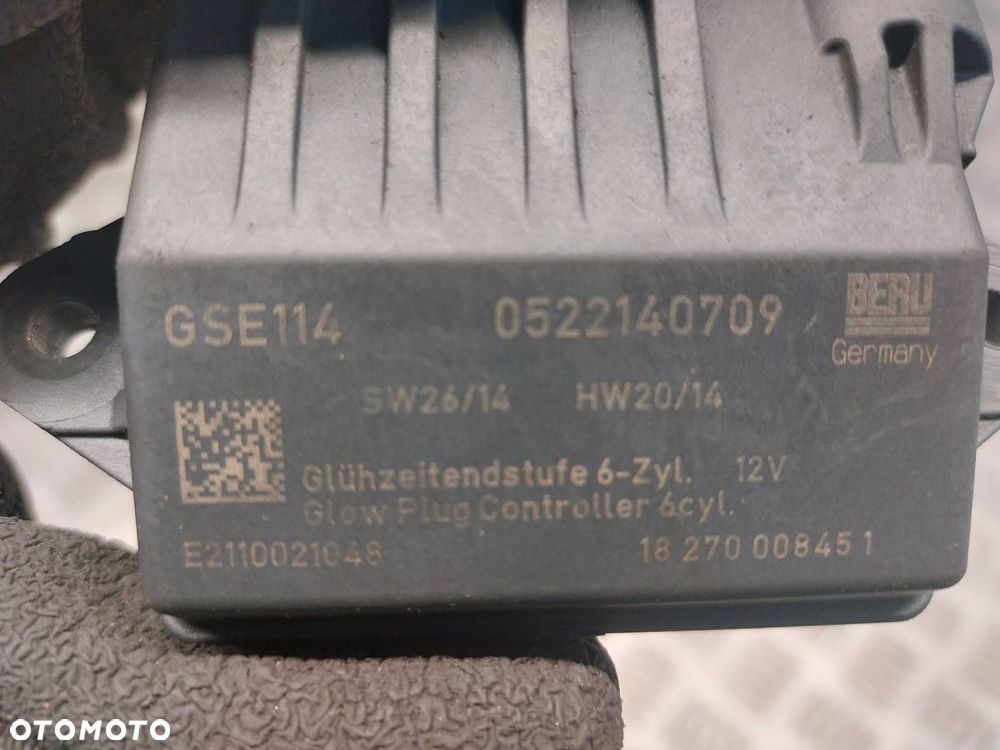 GSE114 0522140709 BERU
Germany
SW26/14 HW20/14
Glühzeitendstufe 6-Zyl. 12V
Glow Plug Controller 6cyl.
E2110021048 18 270 00845 1
OTOMOTO